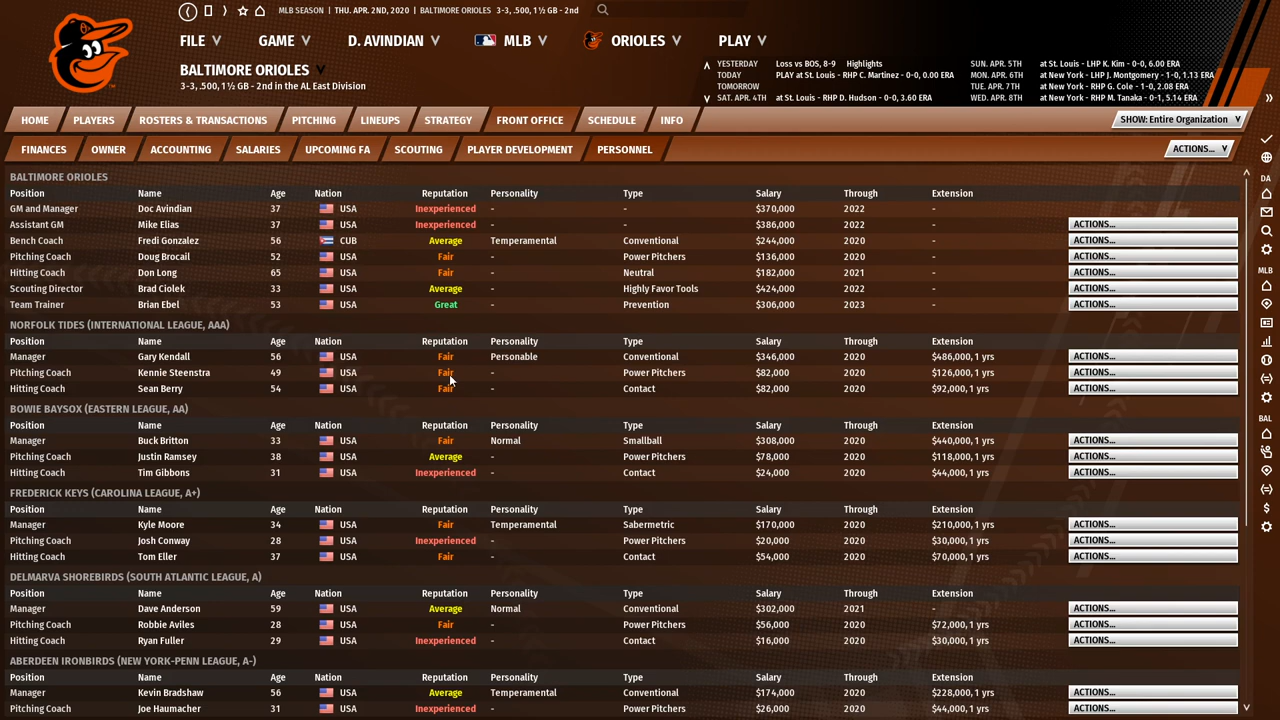 MLB SEASON | THU. APR. 2ND, 2020 | BALTIMORE ORIOLES 3-3, .500, 1½ GB - 2nd
FILE GAME D. AVINDIAN MLB ORIOLES PLAY
BALTIMORE ORIOLES
3-3, .500, 1½ GB - 2nd in the AL East Division
YESTERDAY Loss vs BOS, 8-9 Highlights
TODAY PLAY at St. Louis - RHP C. Martinez - 0-0, 0.00 ERA
TOMORROW
SAT. APR. 4TH at St. Louis - RHP D. Hudson - 0-0, 3.60 ERA
SUN. APR. 5TH at St. Louis - LHP K. Kim - 0-0, 6.00 ERA
MON. APR. 6TH at New York - LHP J. Montgomery - 1-0, 1.13 ERA
TUE. APR. 7TH at New York - RHP G. Cole - 1-0, 2.08 ERA
WED. APR. 8TH at New York - RHP M. Tanaka - 0-1, 5.14 ERA
HOME PLAYERS ROSTERS & TRANSACTIONS PITCHING LINEUPS STRATEGY FRONT OFFICE SCHEDULE INFO SHOW: Entire Organization
FINANCES OWNER ACCOUNTING SALARIES UPCOMING FA SCOUTING PLAYER DEVELOPMENT PERSONNEL ACTIONS...
BALTIMORE ORIOLES
Position Name Age Nation Reputation Personality Type Salary Through Extension
GM and Manager Doc Avindian 37 USA Inexperienced - - $370,000 2022 -
Assistant GM Mike Elias 37 USA Inexperienced - - $386,000 2022 - ACTIONS...
Bench Coach Fredi Gonzalez 56 CUB Average Temperamental Conventional $244,000 2020 - ACTIONS...
Pitching Coach Doug Brocail 52 USA Fair - Power Pitchers $136,000 2020 - ACTIONS...
Hitting Coach Don Long 65 USA Fair - Neutral $182,000 2021 - ACTIONS...
Scouting Director Brad Ciolek 33 USA Average - Highly Favor Tools $424,000 2022 - ACTIONS...
Team Trainer Brian Ebel 53 USA Great - Prevention $306,000 2023 - ACTIONS...
NORFOLK TIDES (INTERNATIONAL LEAGUE, AAA)
Position Name Age Nation Reputation Personality Type Salary Through Extension
Manager Gary Kendall 56 USA Fair Personable Conventional $346,000 2020 $486,000, 1 yrs ACTIONS...
Pitching Coach Kennie Steenstra 49 USA Fair - Power Pitchers $82,000 2020 $126,000, 1 yrs ACTIONS...
Hitting Coach Sean Berry 54 USA Fair - Contact $82,000 2020 $92,000, 1 yrs ACTIONS...
BOWIE BAYSOX (EASTERN LEAGUE, AA)
Position Name Age Nation Reputation Personality Type Salary Through Extension
Manager Buck Britton 33 USA Fair Normal Smallball $308,000 2020 $440,000, 1 yrs ACTIONS...
Pitching Coach Justin Ramsey 38 USA Average - Power Pitchers $78,000 2020 $118,000, 1 yrs ACTIONS...
Hitting Coach Tim Gibbons 31 USA Inexperienced - Contact $24,000 2020 $44,000, 1 yrs ACTIONS...
FREDERICK KEYS (CAROLINA LEAGUE, A+)
Position Name Age Nation Reputation Personality Type Salary Through Extension
Manager Kyle Moore 34 USA Fair Temperamental Sabermetric $170,000 2020 $210,000, 1 yrs ACTIONS...
Pitching Coach Josh Conway 28 USA Inexperienced - Power Pitchers $20,000 2020 $30,000, 1 yrs ACTIONS...
Hitting Coach Tom Eller 37 USA Fair - Contact $54,000 2020 $70,000, 1 yrs ACTIONS...
DELMARVA SHOREBIRDS (SOUTH ATLANTIC LEAGUE, A)
Position Name Age Nation Reputation Personality Type Salary Through Extension
Manager Dave Anderson 59 USA Average Normal Conventional $302,000 2021 - ACTIONS...
Pitching Coach Robbie Aviles 28 USA Fair - Power Pitchers $56,000 2020 $72,000, 1 yrs ACTIONS...
Hitting Coach Ryan Fuller 29 USA Inexperienced - Contact $16,000 2020 $30,000, 1 yrs ACTIONS...
ABERDEEN IRONBIRDS (NEW YORK-PENN LEAGUE, A-)
Position Name Age Nation Reputation Personality Type Salary Through Extension
Manager Kevin Bradshaw 56 USA Average Temperamental Conventional $174,000 2020 $228,000, 1 yrs ACTIONS...
Pitching Coach Joe Haumacher 31 USA Inexperienced - Power Pitchers $26,000 2020 $44,000, 1 yrs ACTIONS...
DA
MLB
BAL